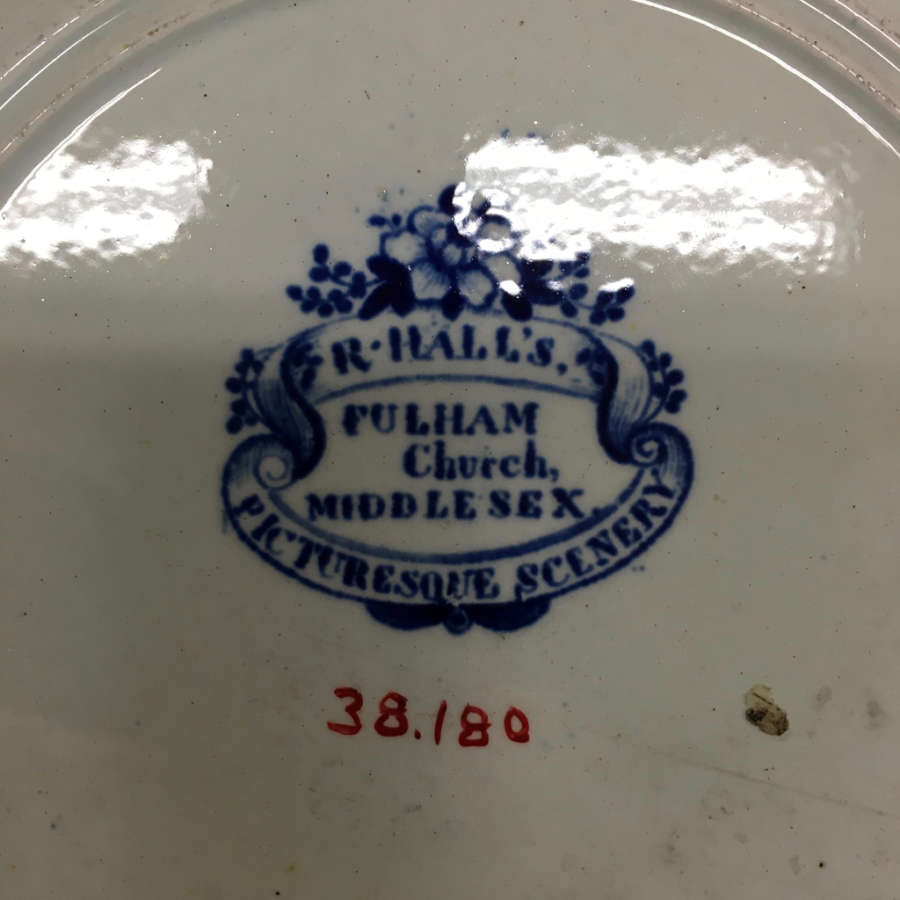 R·HALL'S,
FULHAM
Church,
MIDDLESEX.
PICTURESQUE SCENERY
38.180